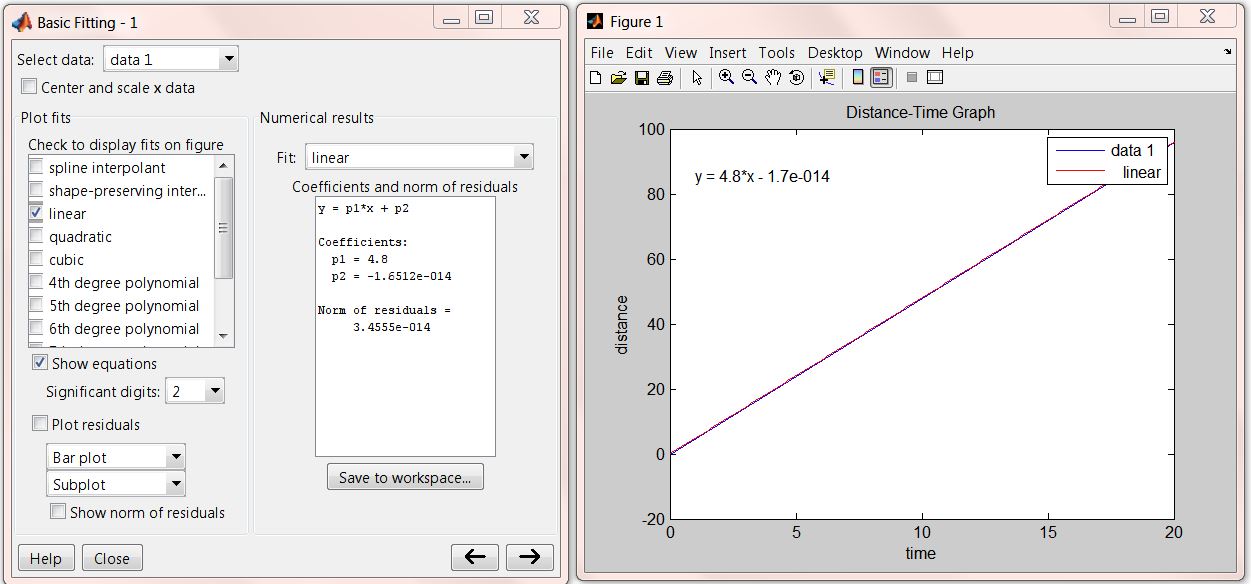 Basic Fitting - 1
Select data: data 1
Center and scale x data
Plot fits
Check to display fits on figure
spline interpolant
shape-preserving inter...
linear
quadratic
cubic
4th degree polynomial
5th degree polynomial
6th degree polynomial
Show equations
Significant digits: 2
Plot residuals
Bar plot
Subplot
Show norm of residuals
Help
Close
Numerical results
Fit: linear
Coefficients and norm of residuals
y = p1*x + p2
Coefficients:
p1 = 4.8
p2 = -1.6512e-014
Norm of residuals =
3.4555e-014
Save to workspace...
Figure 1
File Edit View Insert Tools Desktop Window Help
Distance-Time Graph
100
80
60
40
20
0
-20
distance
y = 4.8*x - 1.7e-014
data 1
linear
0 5 10 15 20
time